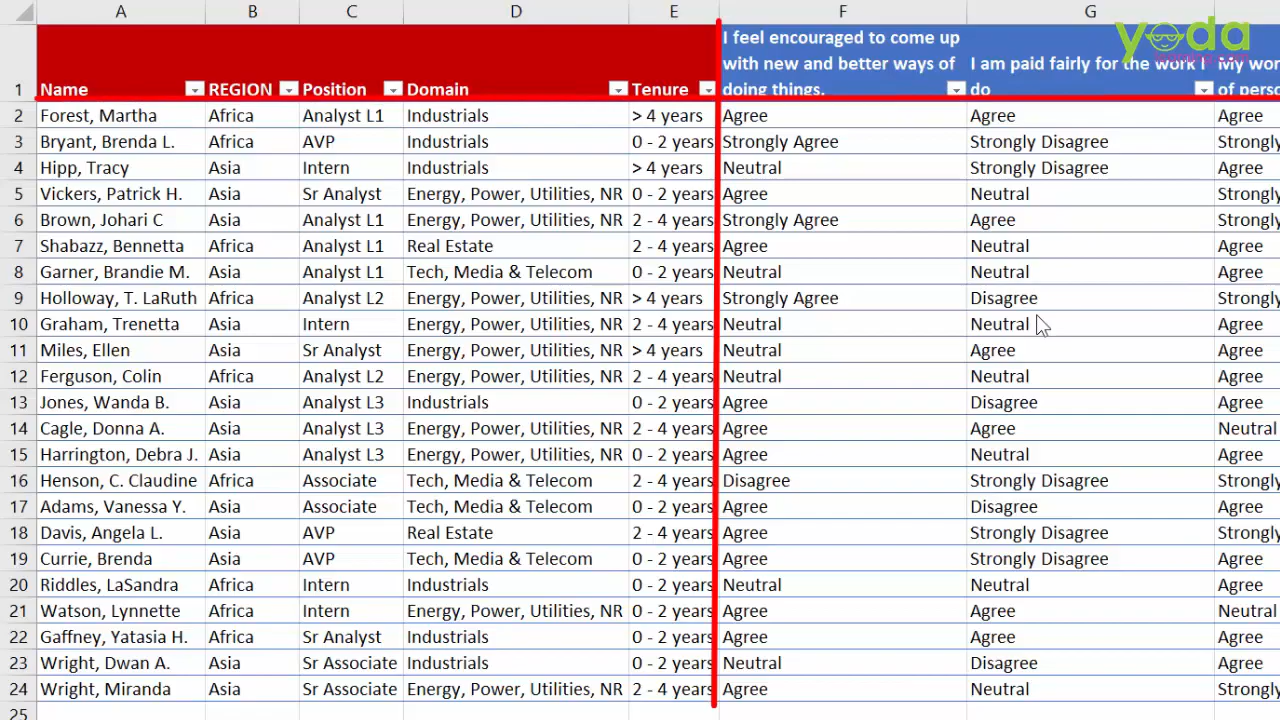 A B C D E F G
yoda
I feel encouraged to come up
with new and better ways of
doing things.
I am paid fairly for the work I
do
My wor
of perso
1 Name REGION Position Domain Tenure
2 Forest, Martha Africa Analyst L1 Industrials > 4 years Agree Agree Agree
3 Bryant, Brenda L. Africa AVP Industrials 0 - 2 years Strongly Agree Strongly Disagree Strongly
4 Hipp, Tracy Asia Intern Industrials > 4 years Neutral Strongly Disagree Agree
5 Vickers, Patrick H. Asia Sr Analyst Energy, Power, Utilities, NR 0 - 2 years Agree Neutral Strongly
6 Brown, Johari C Asia Analyst L1 Energy, Power, Utilities, NR 2 - 4 years Strongly Agree Agree Strongly
7 Shabazz, Bennetta Africa Analyst L1 Real Estate 2 - 4 years Agree Neutral Agree
8 Garner, Brandie M. Asia Analyst L1 Tech, Media & Telecom 0 - 2 years Neutral Neutral Agree
9 Holloway, T. LaRuth Africa Analyst L2 Energy, Power, Utilities, NR > 4 years Strongly Agree Disagree Strongly
10 Graham, Trenetta Asia Intern Energy, Power, Utilities, NR 2 - 4 years Neutral Neutral Agree
11 Miles, Ellen Asia Sr Analyst Energy, Power, Utilities, NR > 4 years Neutral Agree Agree
12 Ferguson, Colin Africa Analyst L2 Energy, Power, Utilities, NR 2 - 4 years Neutral Neutral Agree
13 Jones, Wanda B. Asia Analyst L3 Industrials 0 - 2 years Agree Disagree Agree
14 Cagle, Donna A. Asia Analyst L3 Energy, Power, Utilities, NR 2 - 4 years Agree Agree Neutral
15 Harrington, Debra J. Asia Analyst L3 Energy, Power, Utilities, NR 0 - 2 years Agree Neutral Agree
16 Henson, C. Claudine Africa Associate Tech, Media & Telecom 2 - 4 years Disagree Strongly Disagree Strongly
17 Adams, Vanessa Y. Asia Associate Tech, Media & Telecom 0 - 2 years Agree Disagree Agree
18 Davis, Angela L. Asia AVP Real Estate 2 - 4 years Agree Strongly Disagree Strongly
19 Currie, Brenda Asia AVP Tech, Media & Telecom 0 - 2 years Agree Strongly Disagree Agree
20 Riddles, LaSandra Africa Intern Industrials 0 - 2 years Neutral Neutral Agree
21 Watson, Lynnette Africa Intern Energy, Power, Utilities, NR 0 - 2 years Agree Agree Neutral
22 Gaffney, Yatasia H. Africa Sr Analyst Industrials 0 - 2 years Agree Agree Agree
23 Wright, Dwan A. Asia Sr Associate Industrials 0 - 2 years Neutral Disagree Agree
24 Wright, Miranda Asia Sr Associate Energy, Power, Utilities, NR 2 - 4 years Agree Neutral Strongly
25